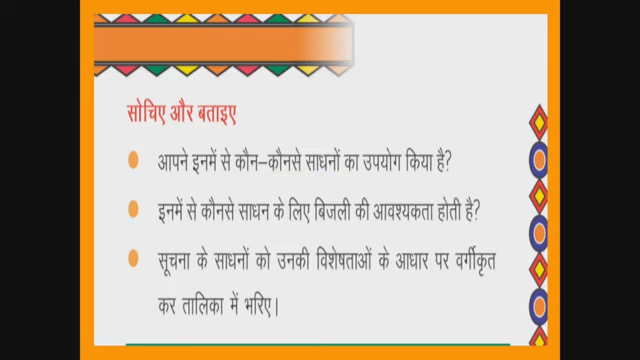 सोचिए और बताइए
आपने इनमें से कौन–कौनसे साधनों का उपयोग किया है?
इनमें से कौनसे साधन के लिए बिजली की आवश्यकता होती है?
सूचना के साधनों को उनकी विशेषताओं के आधार पर वर्गीकृत
कर तालिका में भरिए।